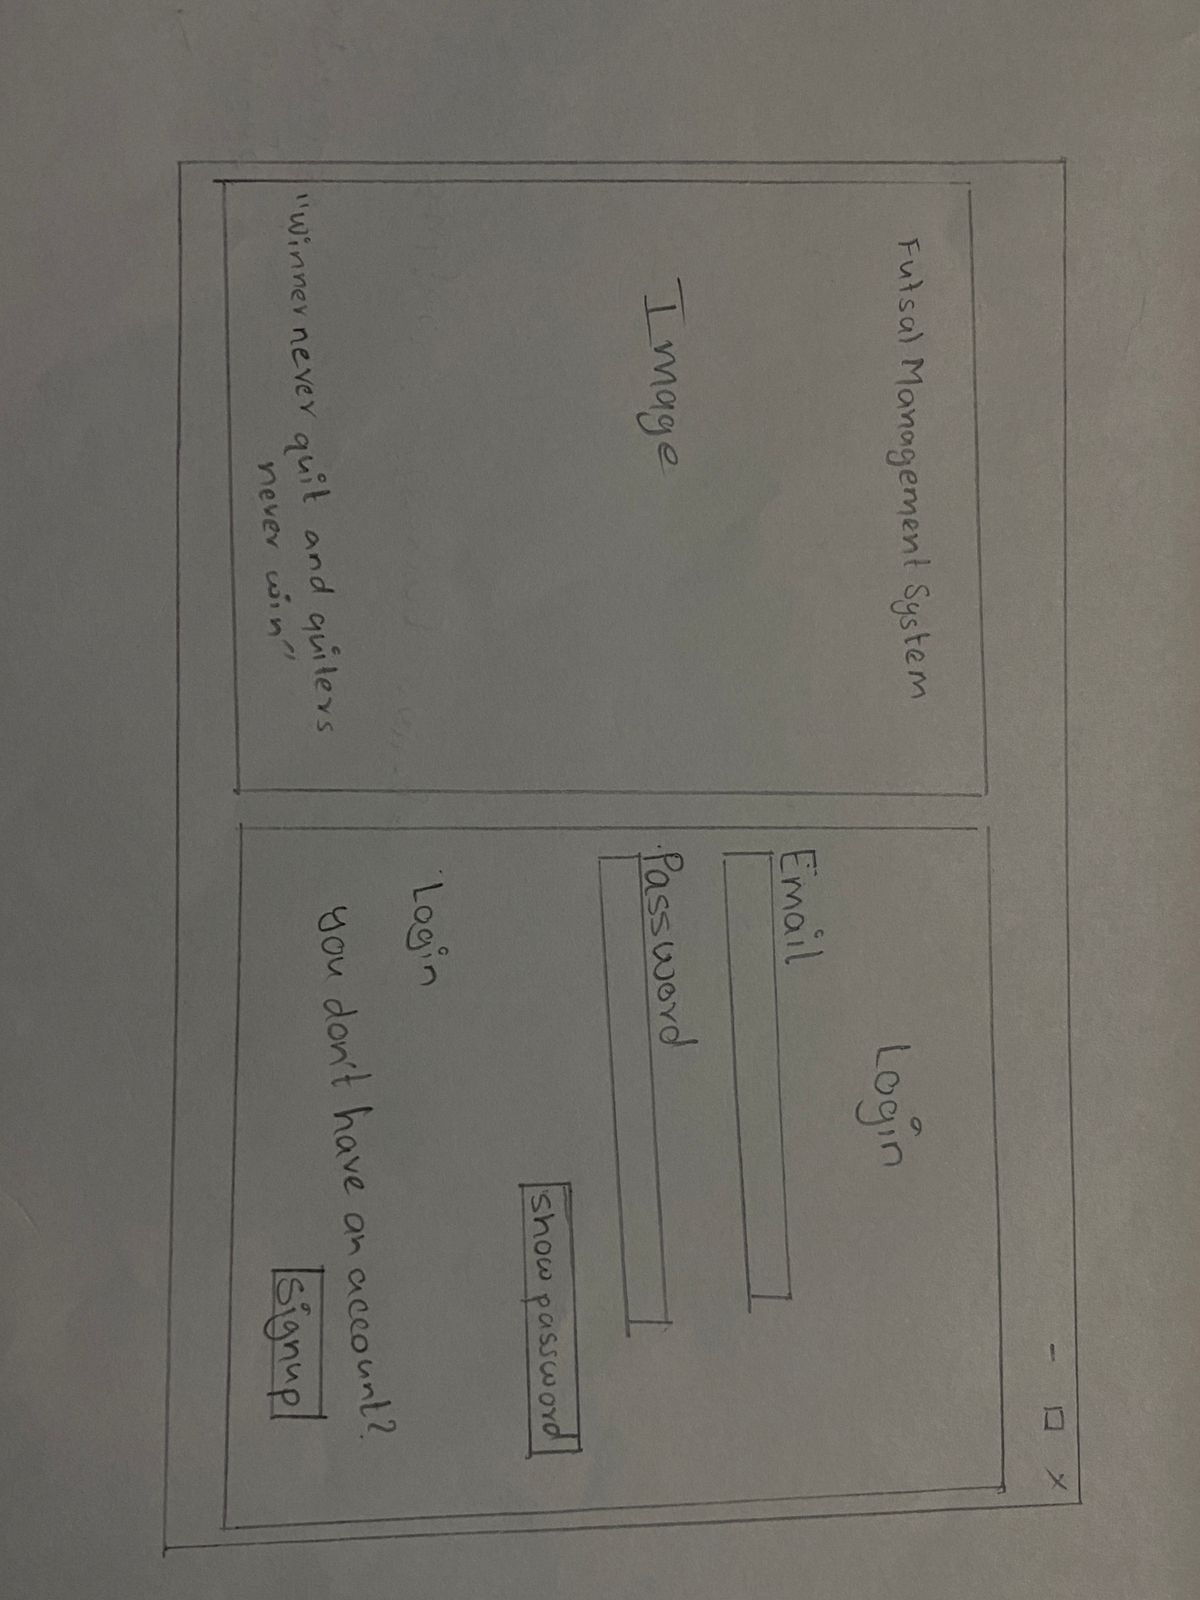 - □ x
Futsal Management System
Image
"Winner never quit and quiters
never win"
Login
Email
Password
show password
Login
you don't have an account?
Signup